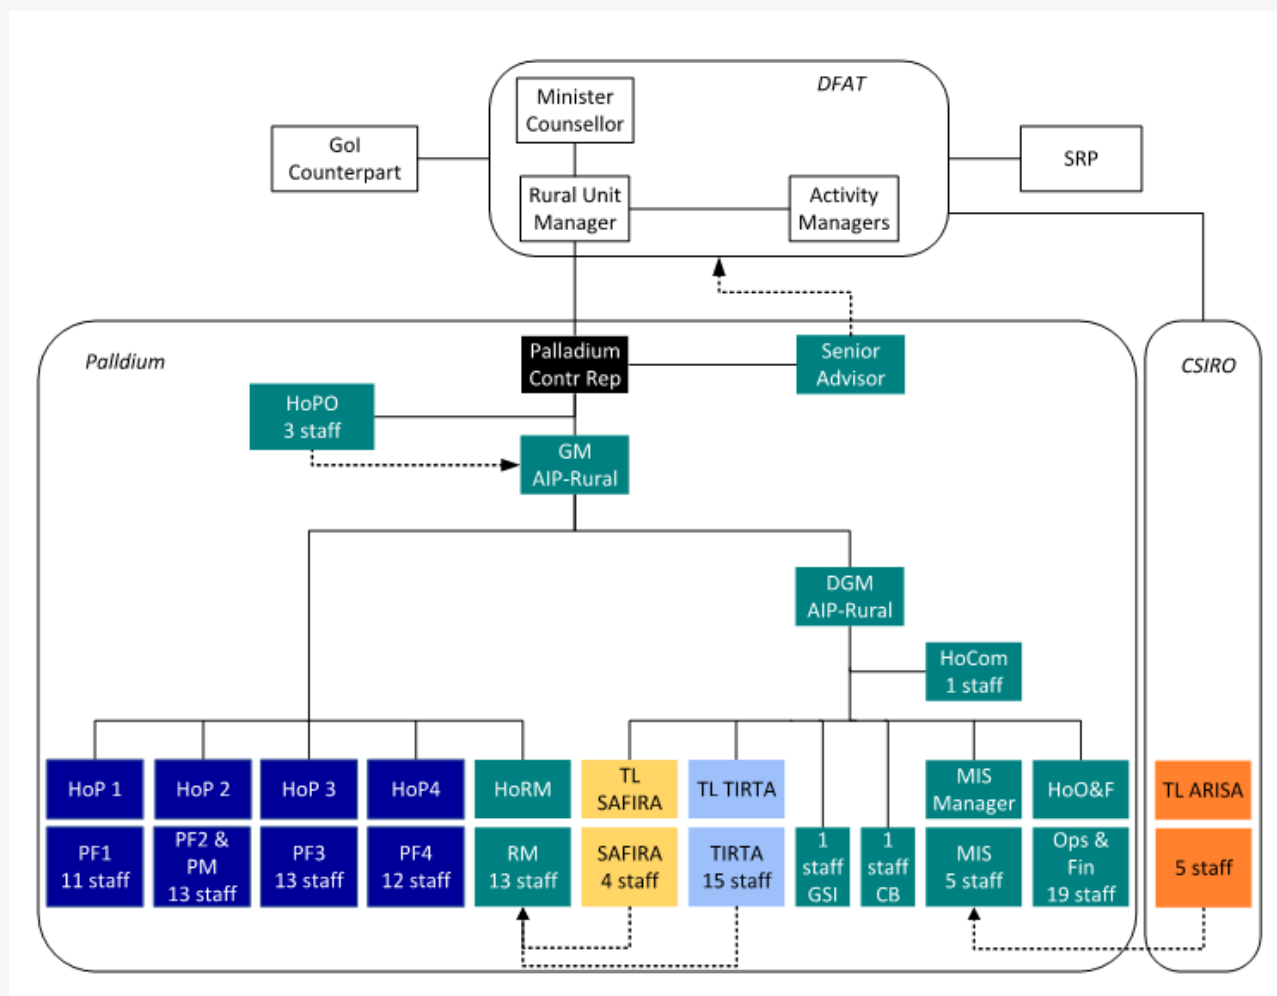 DFAT
Minister
Counsellor
GoI
Counterpart
SRP
Rural Unit
Manager
Activity
Managers
Palldium
Palladium
Contr Rep
Senior
Advisor
CSIRO
HoPO
3 staff
GM
AIP-Rural
DGM
AIP-Rural
HoCom
1 staff
HoP 1
HoP 2
HoP 3
HoP4
HoRM
TL
SAFIRA
TL TIRTA
MIS
Manager
HoO&F
TL ARISA
PF1
11 staff
PF2 &
PM
13 staff
PF3
13 staff
PF4
12 staff
RM
13 staff
SAFIRA
4 staff
TIRTA
15 staff
1
staff
GSI
1
staff
CB
MIS
5 staff
Ops &
Fin
19 staff
5 staff